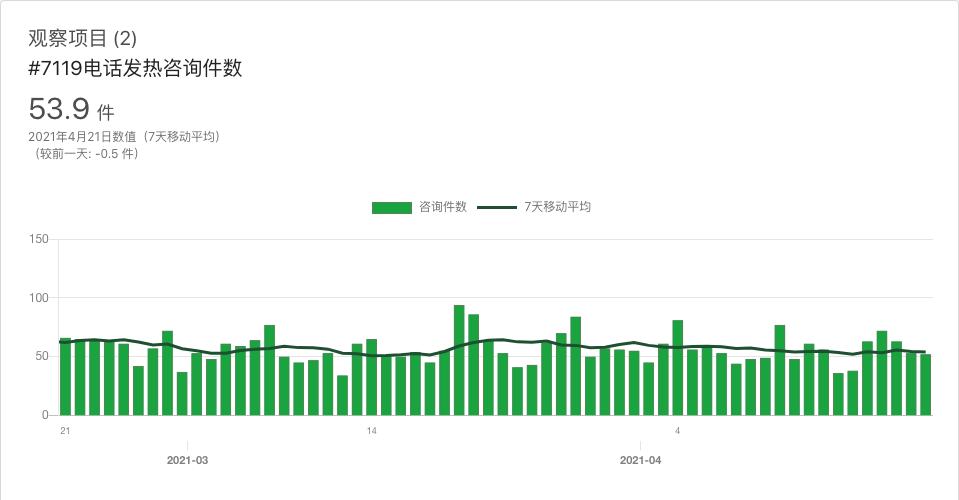 观察项目 (2)
#7119电话发热咨询件数
53.9 件
2021年4月21日数值（7天移动平均）
（较前一天: -0.5 件）
咨询件数 7天移动平均
150
100
50
0
21 14 4
2021-03 2021-04